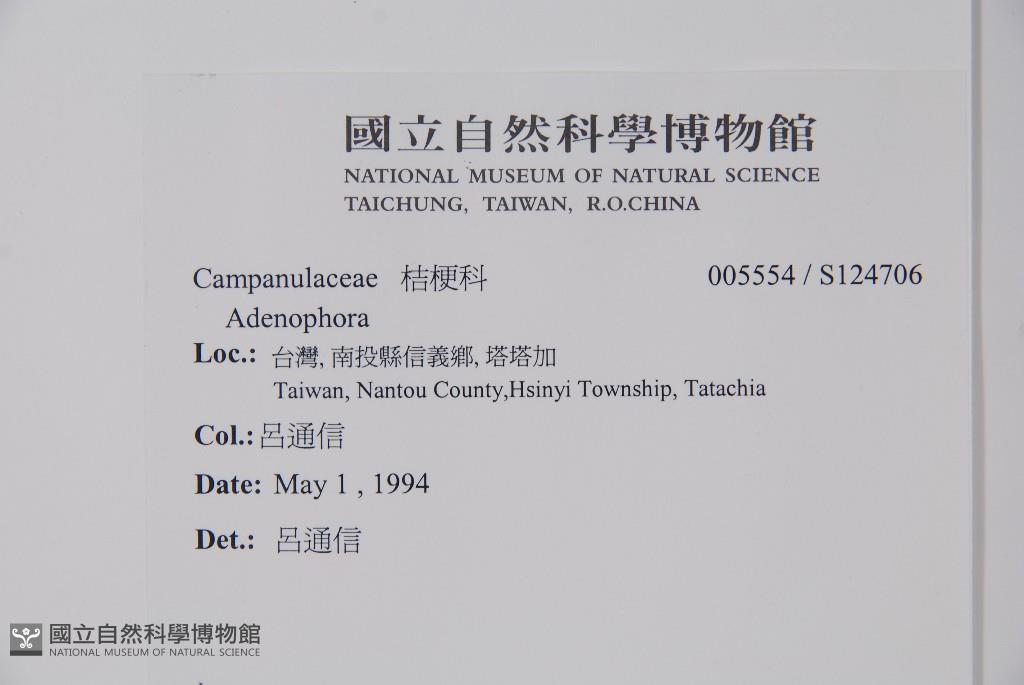 國立自然科學博物館
NATIONAL MUSEUM OF NATURAL SCIENCE
TAICHUNG, TAIWAN, R.O.CHINA
Campanulaceae 桔梗科 005554 / S124706
Adenophora
Loc.: 台灣, 南投縣信義鄉, 塔塔加
Taiwan, Nantou County,Hsinyi Township, Tatachia
Col.: 呂通信
Date: May 1 , 1994
Det.: 呂通信
國立自然科學博物館
NATIONAL MUSEUM OF NATURAL SCIENCE